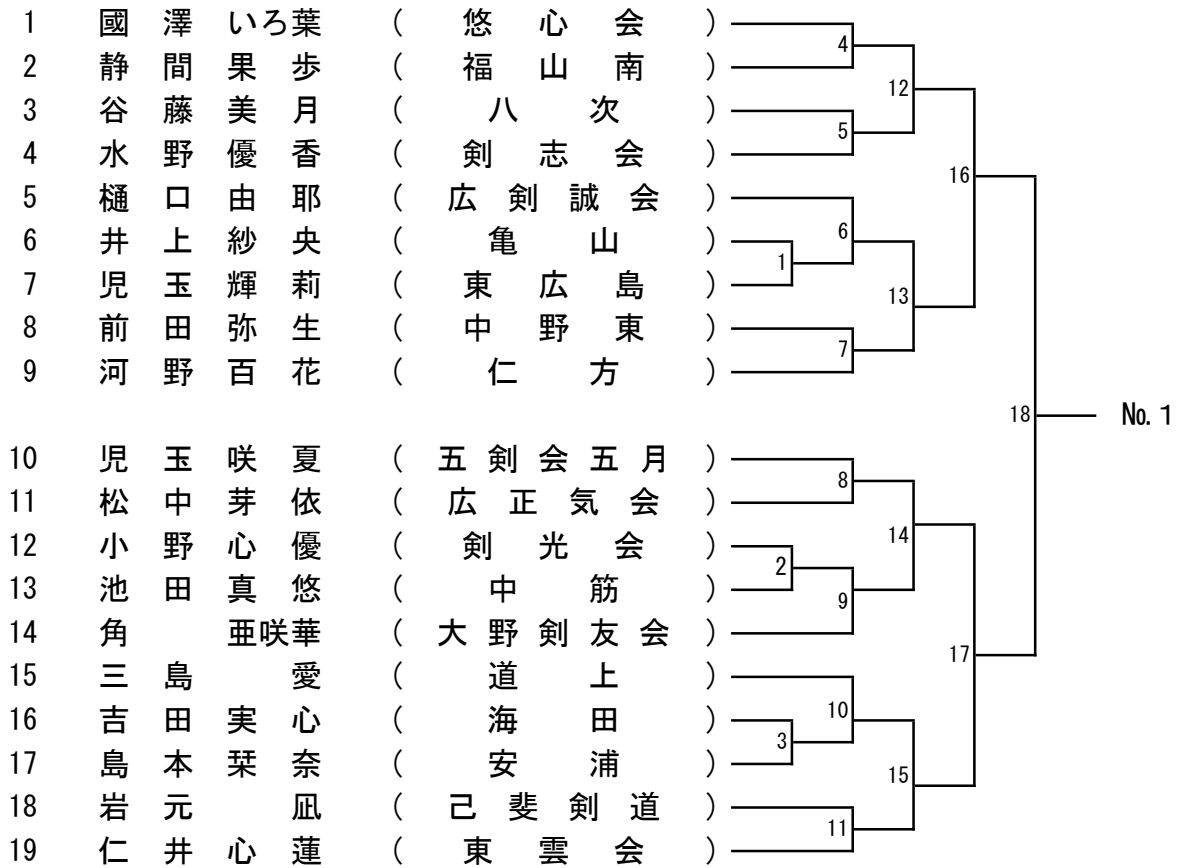 1 國澤いろ葉 (悠心会)
2 静間果歩 (福山南)
3 谷藤美月 (八次)
4 水野優香 (剣志会)
5 樋口由耶 (広剣誠会)
6 井上紗央 (亀山)
7 児玉輝莉 (東広島)
8 前田弥生 (中野東)
9 河野百花 (仁方)
10 児玉咲夏 (五剣会五月)
11 松中芽依 (広正気会)
12 小野心優 (剣光会)
13 池田真悠 (中筋)
14 角 亜咲華 (大野剣友会)
15 三島 愛 (道上)
16 吉田実心 (海田)
17 島本栞奈 (安浦)
18 岩元 凪 (己斐剣道)
19 仁井心蓮 (東雲会)
4
12
5
16
6
1
13
7
18 № 1
8
14
2
9
17
10
3
15
11